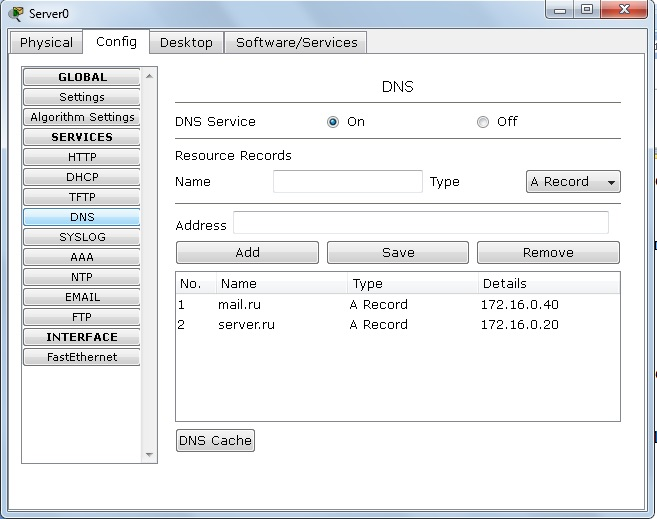 Server0
Physical Config Desktop Software/Services
GLOBAL
Settings
Algorithm Settings
SERVICES
HTTP
DHCP
TFTP
DNS
SYSLOG
AAA
NTP
EMAIL
FTP
INTERFACE
FastEthernet
DNS
DNS Service On Off
Resource Records
Name Type A Record
Address
Add Save Remove
No. Name Type Details
1 mail.ru A Record 172.16.0.40
2 server.ru A Record 172.16.0.20
DNS Cache